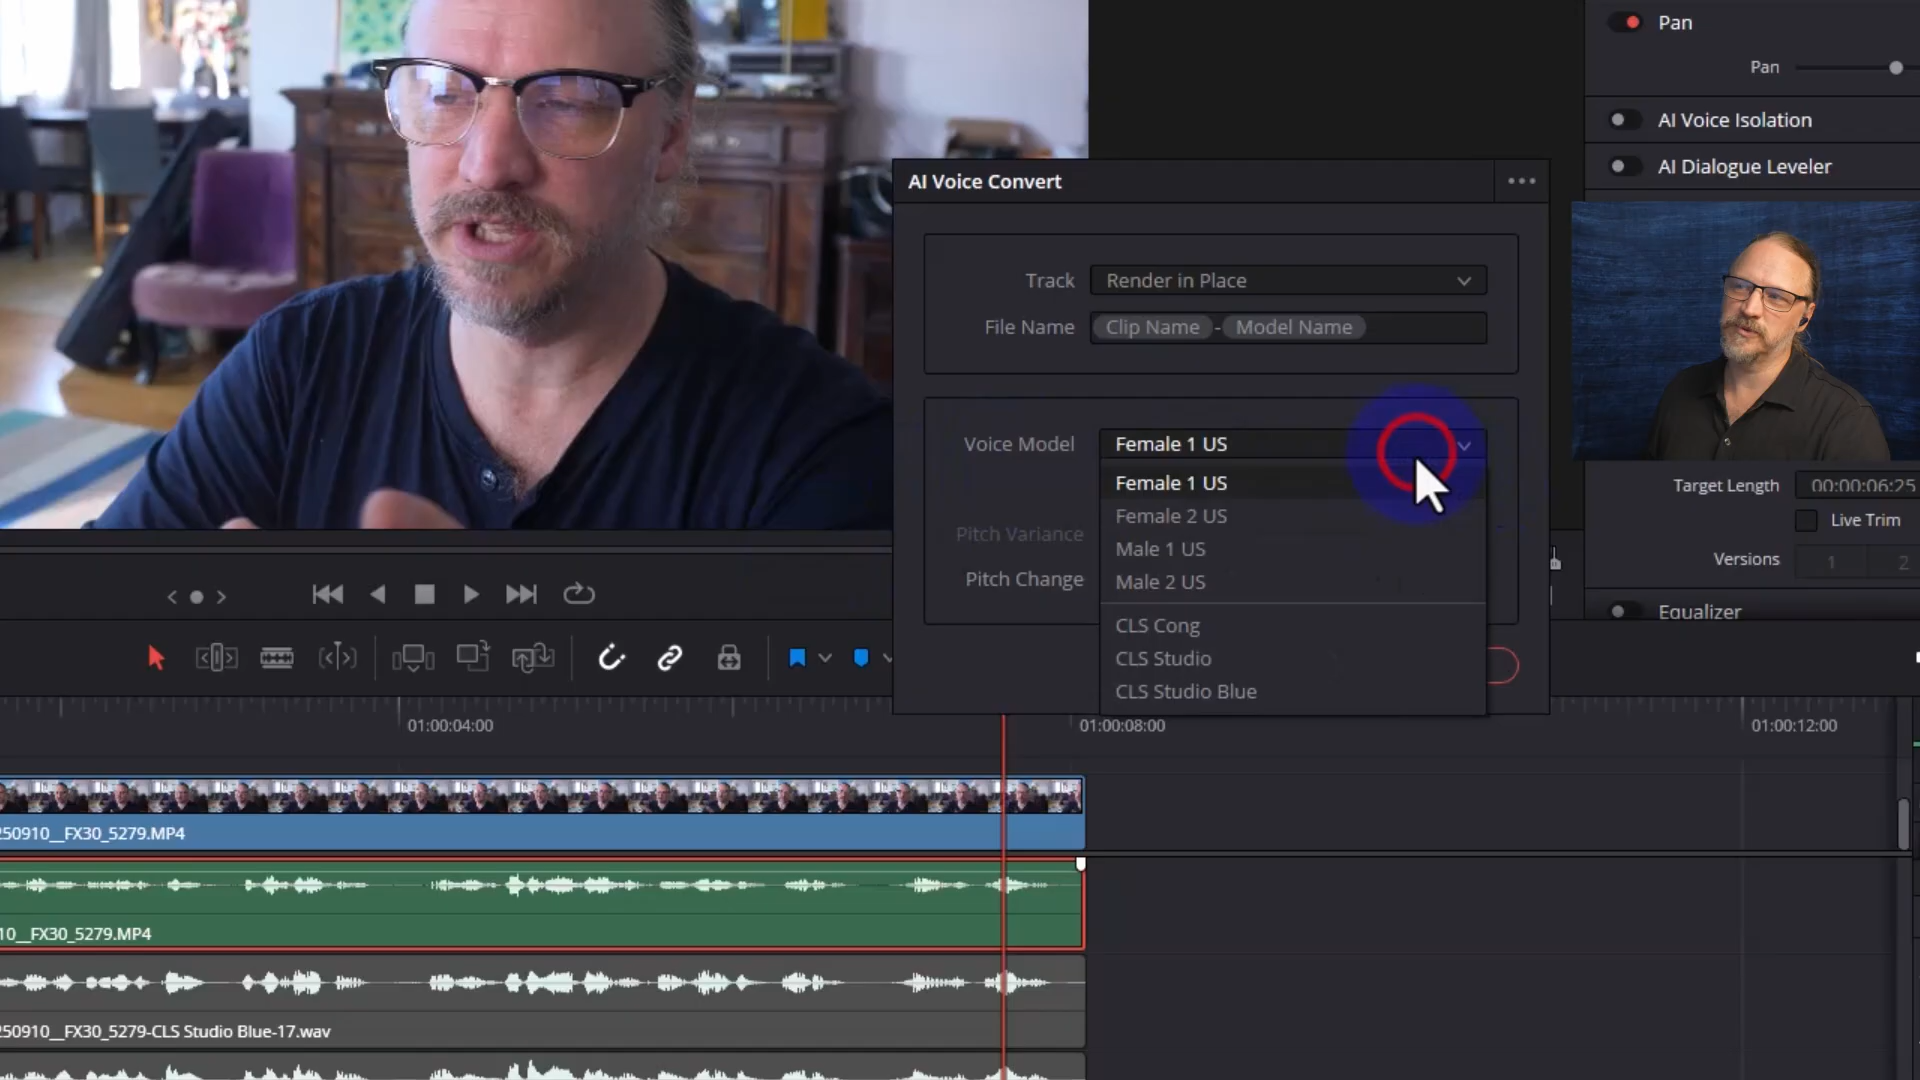 Pan
Pan
AI Voice Isolation
AI Dialogue Leveler
AI Voice Convert
Track
Render in Place
File Name
Clip Name - Model Name
Voice Model
Female 1 US
Female 1 US
Female 2 US
Male 1 US
Male 2 US
CLS Cong
CLS Studio
CLS Studio Blue
Pitch Variance
Pitch Change
Target Length
00:00:06:25
Live Trim
Versions
1
2
Equalizer
01:00:04:00
01:00:08:00
01:00:12:00
250910__FX30_5279.MP4
10__FX30_5279.MP4
250910__FX30_5279-CLS Studio Blue-17.wav